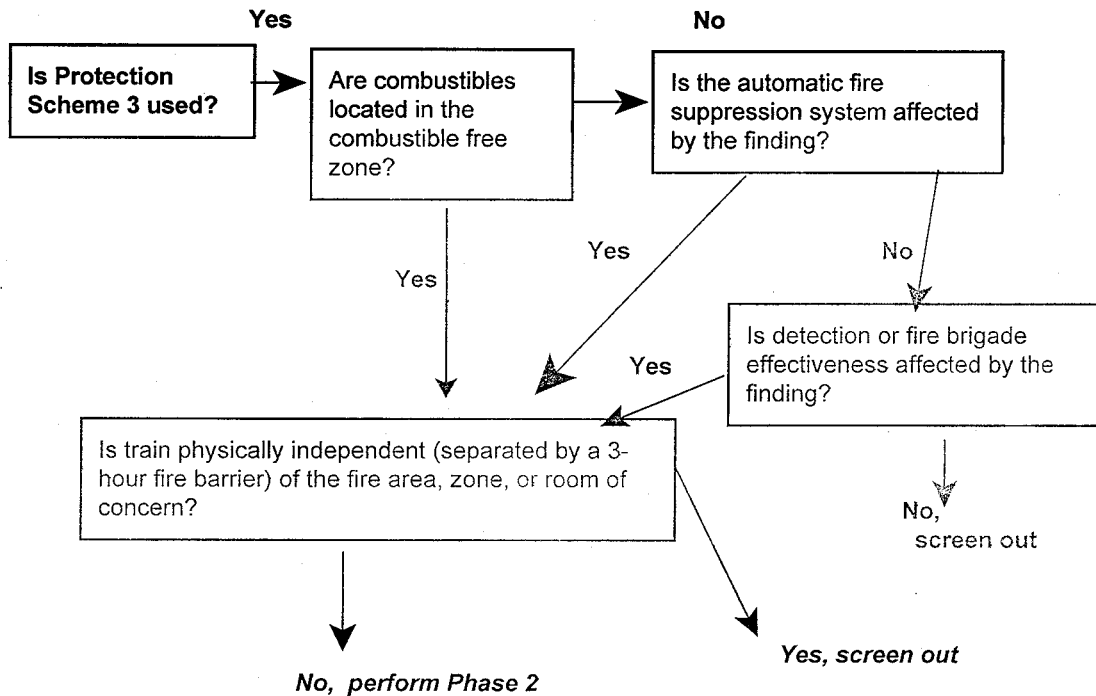 Yes
No
Is Protection
Scheme 3 used?
Are combustibles
located in the
combustible free
zone?
Is the automatic fire
suppression system affected
by the finding?
Yes
Yes
No
Is detection or fire brigade
effectiveness affected by the
finding?
Yes
Is train physically independent (separated by a 3-
hour fire barrier) of the fire area, zone, or room of
concern?
No,
screen out
Yes, screen out
No, perform Phase 2